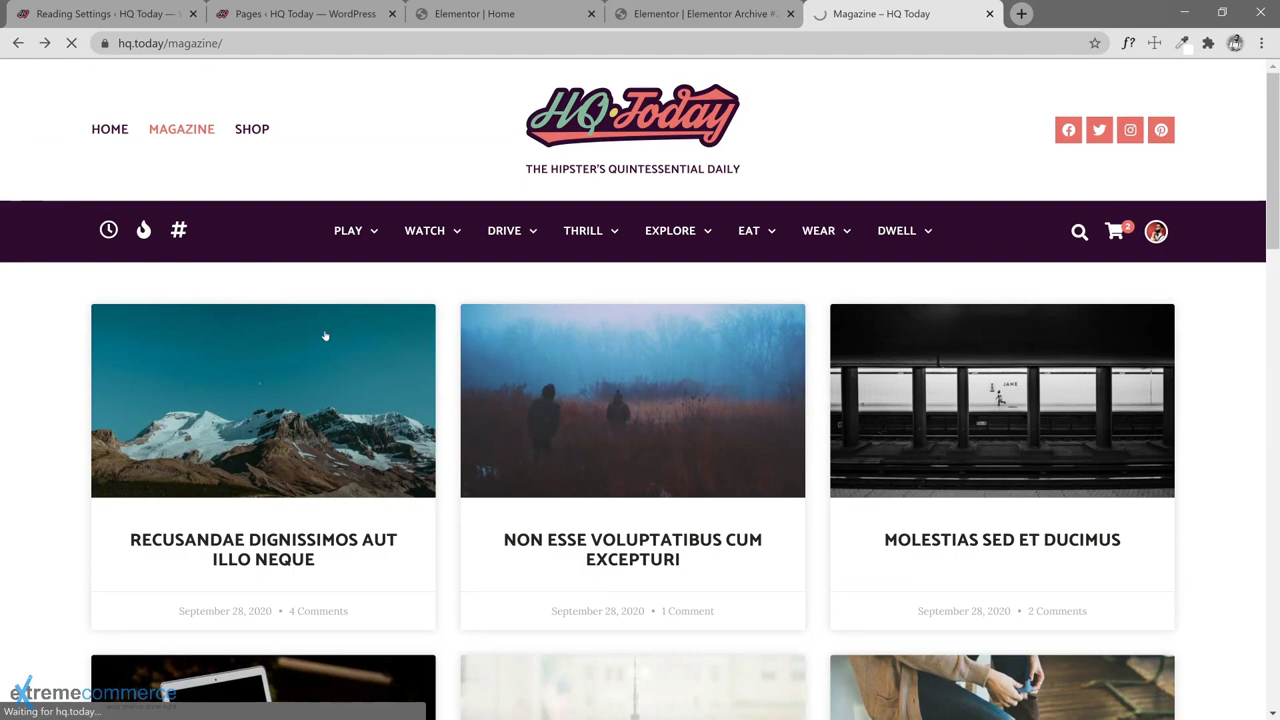 Reading Settings ‹ HQ Today — W
Pages ‹ HQ Today — WordPress
Elementor | Home
Elementor | Elementor Archive #
Magazine – HQ Today
hq.today/magazine/
HOME
MAGAZINE
SHOP
HQ Today
THE HIPSTER'S QUINTESSENTIAL DAILY
PLAY
WATCH
DRIVE
THRILL
EXPLORE
EAT
WEAR
DWELL
2
JANE
RECUSANDAE DIGNISSIMOS AUT
ILLO NEQUE
September 28, 2020 • 4 Comments
NON ESSE VOLUPTATIBUS CUM
EXCEPTURI
September 28, 2020 • 1 Comment
MOLESTIAS SED ET DUCIMUS
September 28, 2020 • 2 Comments
extremecommerce
Waiting for hq.today...